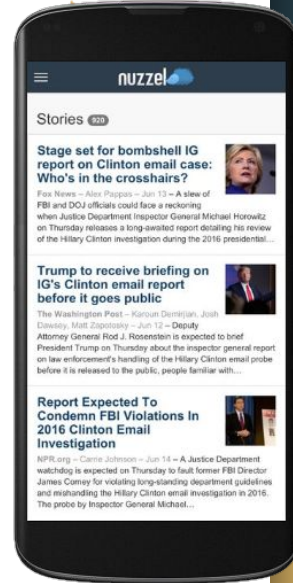 nuzzel
Stories 920
Stage set for bombshell IG
report on Clinton email case:
Who's in the crosshairs?
Fox News – Alex Pappas – Jun 13 – A slew of
FBI and DOJ officials could face a reckoning
when Justice Department Inspector General Michael Horowitz
on Thursday releases a long-awaited report detailing his review
of the Hillary Clinton investigation during the 2016 presidential...
Trump to receive briefing on
IG's Clinton email report
before it goes public
The Washington Post – Karoun Demirjian, Josh
Dawsey, Matt Zapotosky – Jun 12 – Deputy
Attorney General Rod J. Rosenstein is expected to brief
President Trump on Thursday about the inspector general report
on law enforcement's handling of the Hillary Clinton email probe
before it is released to the public, people familiar with...
Report Expected To
Condemn FBI Violations In
2016 Clinton Email
Investigation
NPR.org – Carrie Johnson – Jun 14 – A Justice Department
watchdog is expected on Thursday to fault former FBI Director
James Comey for violating long-standing department guidelines
and mishandling the Hillary Clinton email investigation in 2016.
The probe by Inspector General Michael...